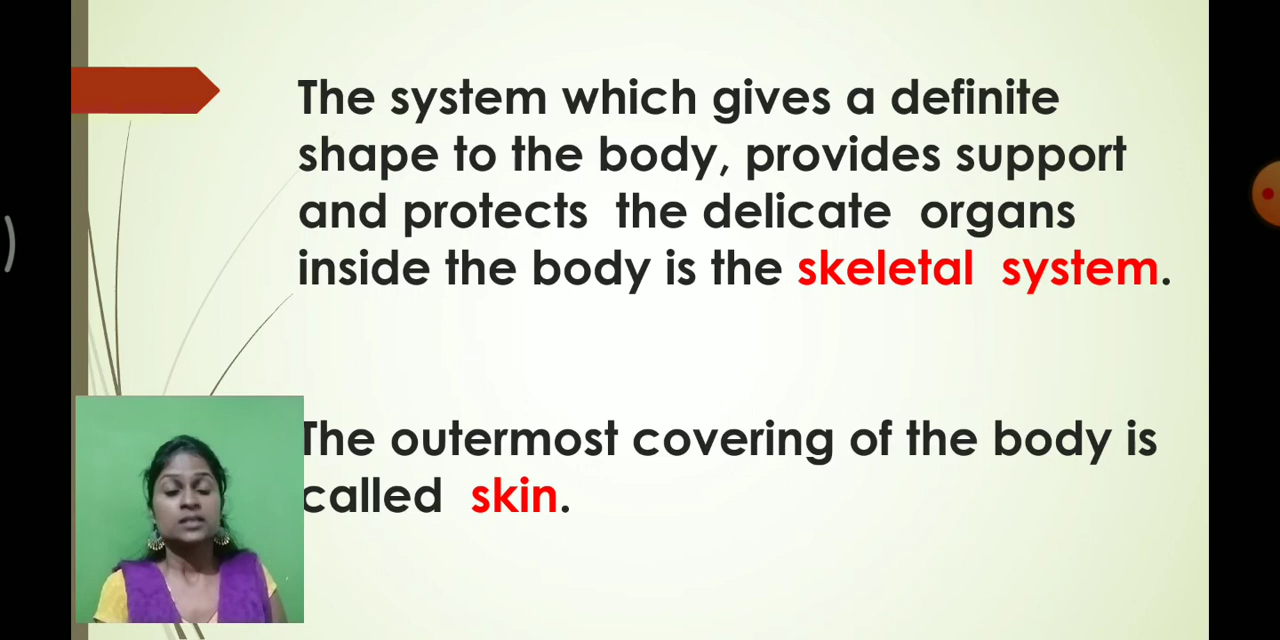 The system which gives a definite
shape to the body, provides support
and protects the delicate organs
inside the body is the skeletal system.
The outermost covering of the body is
called skin.